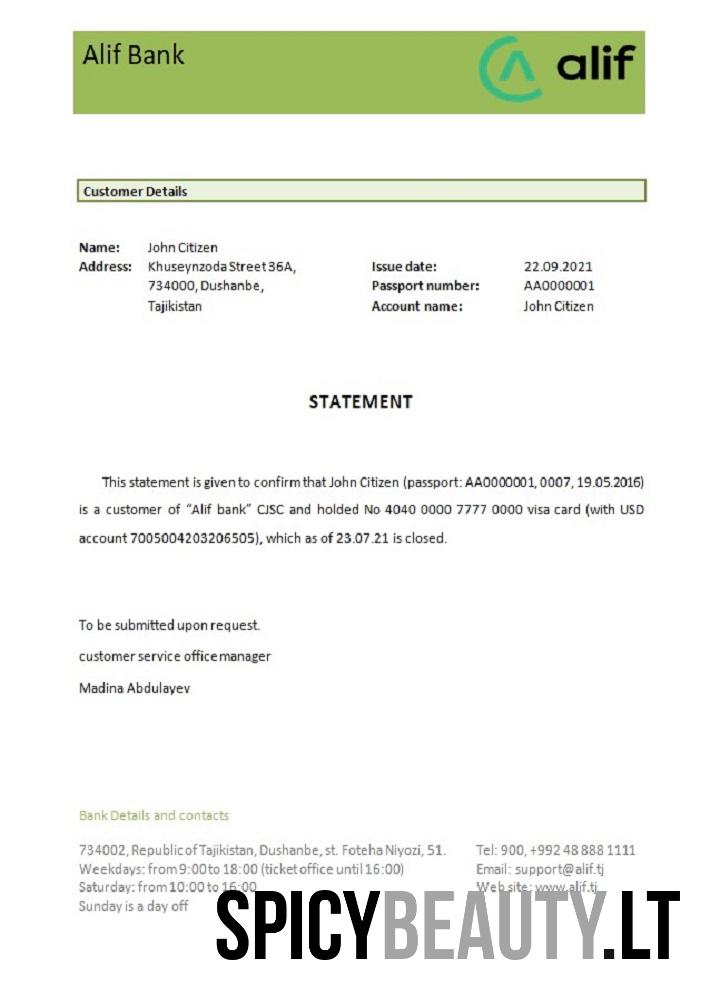 Alif Bank
alif
Customer Details
Name: John Citizen
Address: Khuseynzoda Street 36A,
734000, Dushanbe,
Tajikistan
Issue date: 22.09.2021
Passport number: AA0000001
Account name: John Citizen
STATEMENT
This statement is given to confirm that John Citizen (passport: AA0000001, 0007, 19.05.2016)
is a customer of “Alif bank” CJSC and holded No 4040 0000 7777 0000 visa card (with USD
account 7005004203206505), which as of 23.07.21 is closed.
To be submitted upon request.
customer service office manager
Madina Abdulayev
Bank Details and contacts
734002, Republic of Tajikistan, Dushanbe, st. Foteha Niyozi, 51.
Weekdays: from 9:00 to 18:00 (ticket office until 16:00)
Saturday: from 10:00 to 16:00
Sunday is a day off
Tel: 900, +992 48 888 1111
Email: support@alif.tj
Web site: www.alif.tj
SPICYBEAUTY.LT